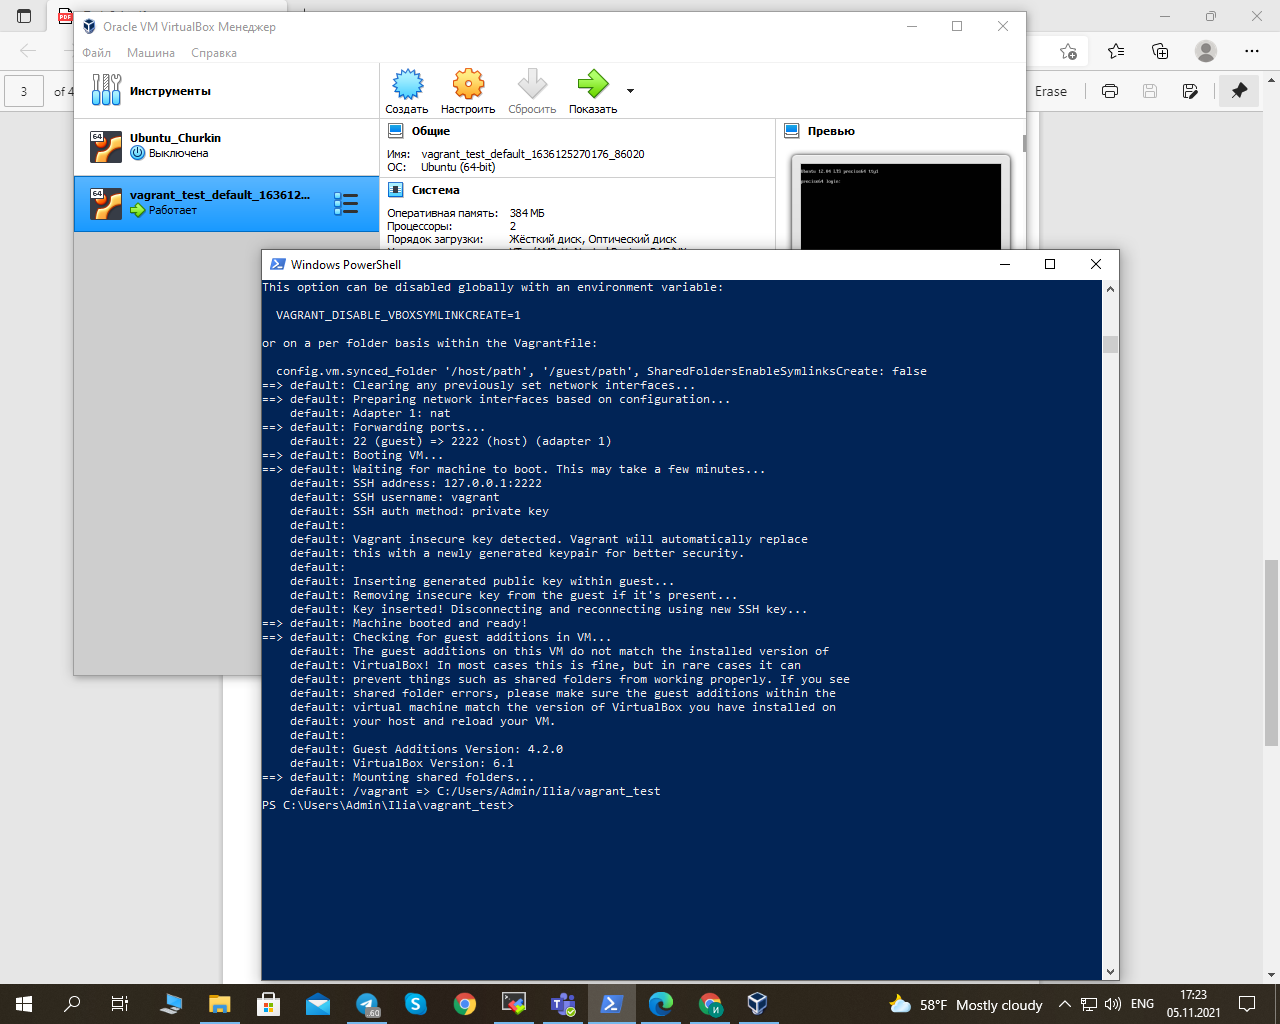 Oracle VM VirtualBox Менеджер
Файл Машина Справка
3 of 4
Erase
Инструменты
Создать Настроить Сбросить Показать
64 Ubuntu_Churkin
Выключена
64 vagrant_test_default_163612...
Работает
Общие
Имя: vagrant_test_default_1636125270176_86020
ОС: Ubuntu (64-bit)
Система
Оперативная память: 384 МБ
Процессоры: 2
Порядок загрузки: Жёсткий диск, Оптический диск
Превью
Ubuntu 12.04 LTS precise64 tty1
precise64 login:
Windows PowerShell
This option can be disabled globally with an environment variable:
VAGRANT_DISABLE_VBOXSYMLINKCREATE=1
or on a per folder basis within the Vagrantfile:
config.vm.synced_folder '/host/path', '/guest/path', SharedFoldersEnableSymlinksCreate: false
==> default: Clearing any previously set network interfaces...
==> default: Preparing network interfaces based on configuration...
default: Adapter 1: nat
==> default: Forwarding ports...
default: 22 (guest) => 2222 (host) (adapter 1)
==> default: Booting VM...
==> default: Waiting for machine to boot. This may take a few minutes...
default: SSH address: 127.0.0.1:2222
default: SSH username: vagrant
default: SSH auth method: private key
default:
default: Vagrant insecure key detected. Vagrant will automatically replace
default: this with a newly generated keypair for better security.
default:
default: Inserting generated public key within guest...
default: Removing insecure key from the guest if it's present...
default: Key inserted! Disconnecting and reconnecting using new SSH key...
==> default: Machine booted and ready!
==> default: Checking for guest additions in VM...
default: The guest additions on this VM do not match the installed version of
default: VirtualBox! In most cases this is fine, but in rare cases it can
default: prevent things such as shared folders from working properly. If you see
default: shared folder errors, please make sure the guest additions within the
default: virtual machine match the version of VirtualBox you have installed on
default: your host and reload your VM.
default:
default: Guest Additions Version: 4.2.0
default: VirtualBox Version: 6.1
==> default: Mounting shared folders...
default: /vagrant => C:/Users/Admin/Ilia/vagrant_test
PS C:\Users\Admin\Ilia\vagrant_test>
.60
58°F Mostly cloudy
ENG
17:23
05.11.2021